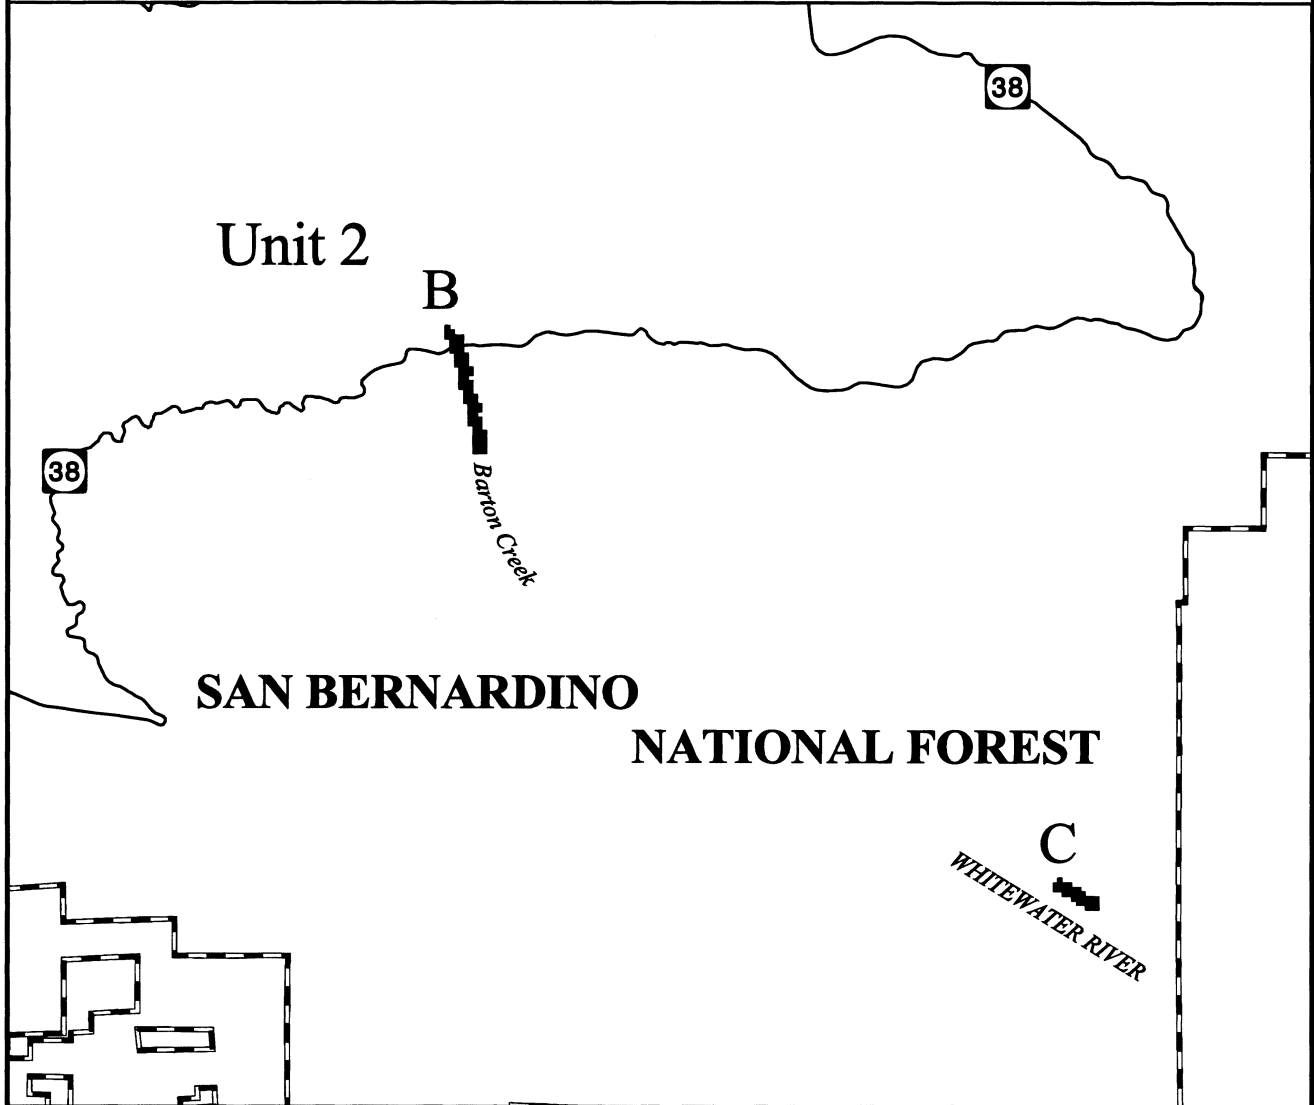 38
Unit 2
B
38
Barton Creek
SAN BERNARDINO
NATIONAL FOREST
C
WHITEWATER RIVER